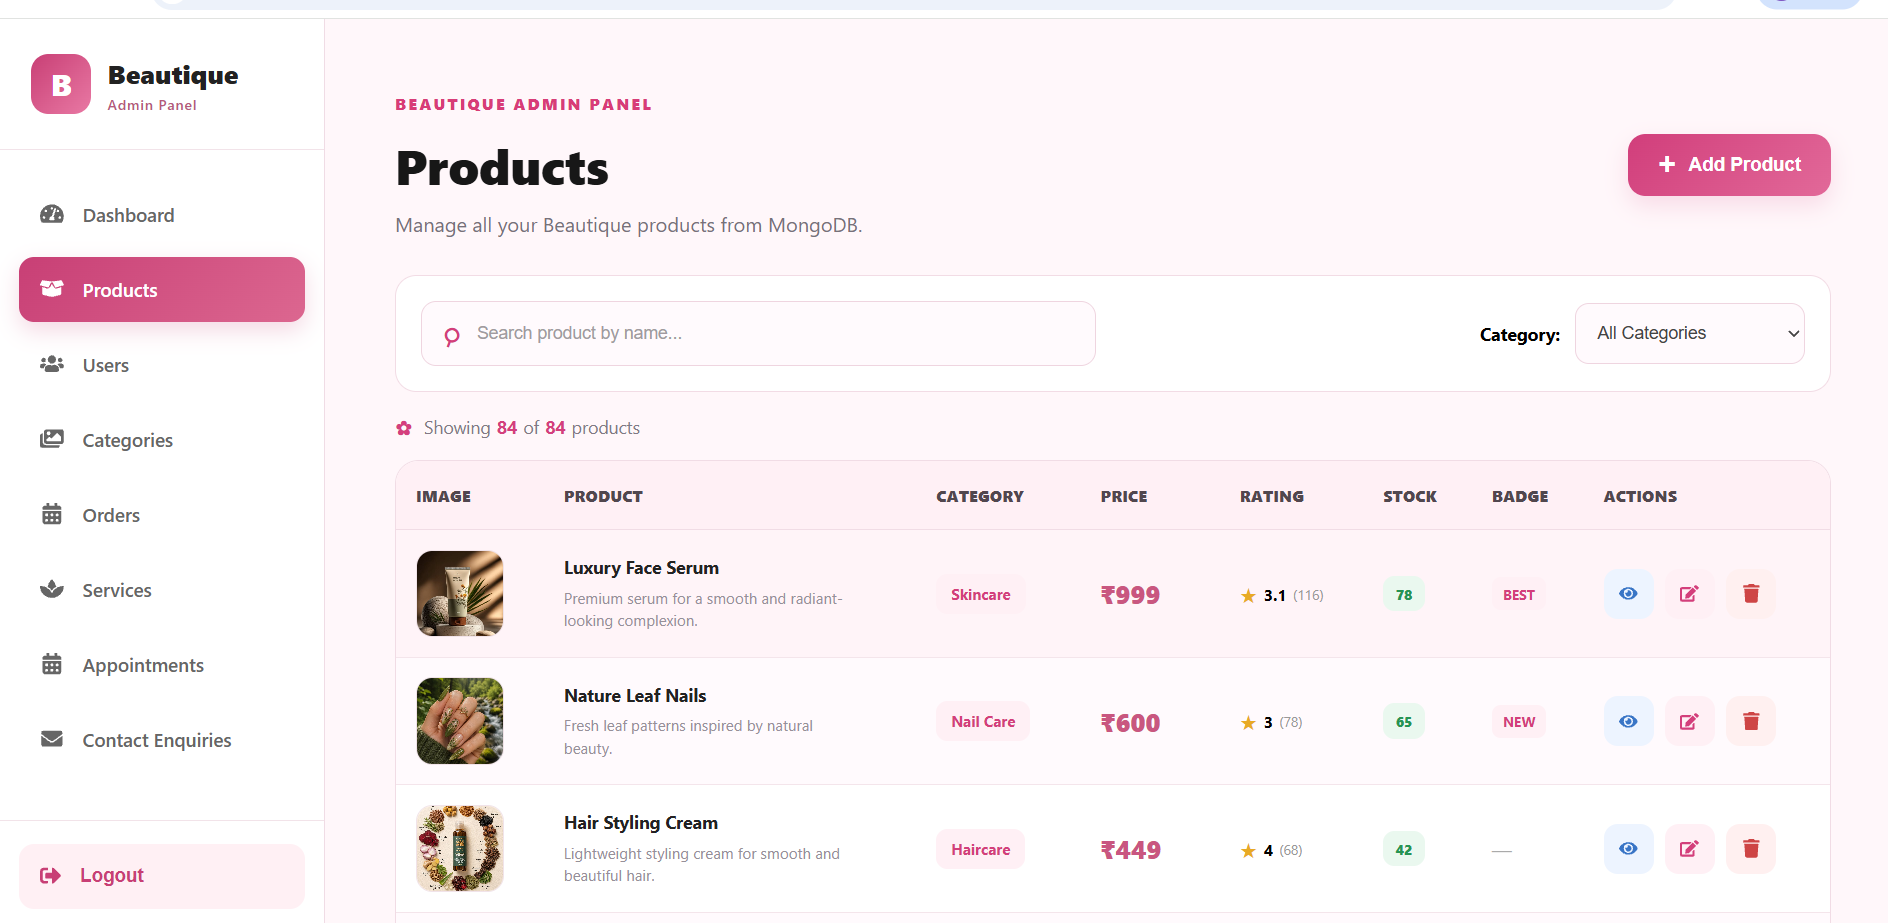 B
Beautique
Admin Panel
Dashboard
Products
Users
Categories
Orders
Services
Appointments
Contact Enquiries
Logout
BEAUTIQUE ADMIN PANEL
Products
Manage all your Beautique products from MongoDB.
+ Add Product
Search product by name...
Category:
All Categories
Showing 84 of 84 products
IMAGE PRODUCT CATEGORY PRICE RATING STOCK BADGE ACTIONS
Luxury Face Serum
Premium serum for a smooth and radiant-
looking complexion.
Skincare
₹999
★ 3.1 (116)
78
BEST
Nature Leaf Nails
Fresh leaf patterns inspired by natural
beauty.
Nail Care
₹600
★ 3 (78)
65
NEW
Hair Styling Cream
Lightweight styling cream for smooth and
beautiful hair.
Haircare
₹449
★ 4 (68)
42
—